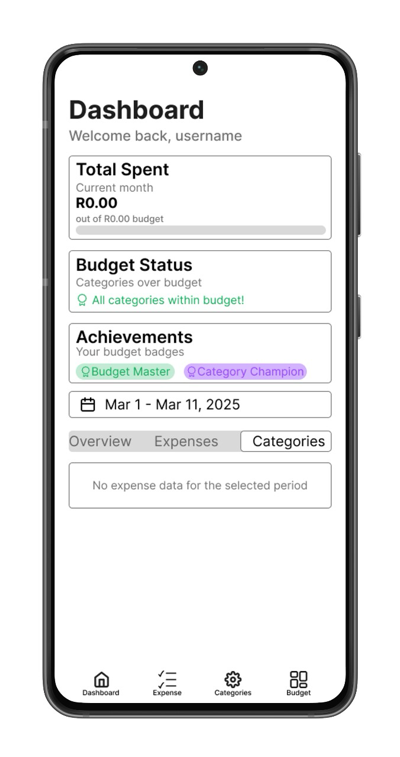 Dashboard
Welcome back, username
Total Spent
Current month
R0.00
out of R0.00 budget
Budget Status
Categories over budget
All categories within budget!
Achievements
Your budget badges
Budget Master Category Champion
Mar 1 - Mar 11, 2025
Overview Expenses Categories
No expense data for the selected period
Dashboard Expense Categories Budget